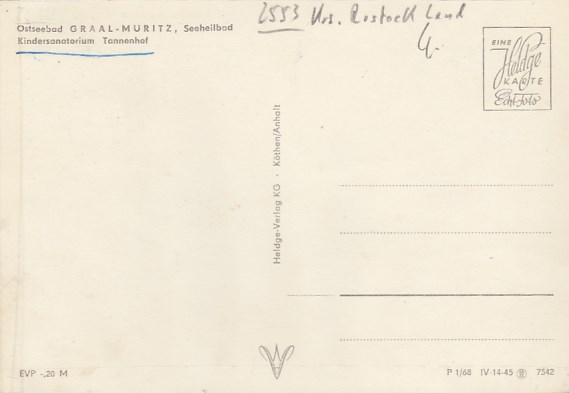 2553 Krs. Rostock Land
4,-
Ostseebad GRAAL-MÜRITZ, Seeheilbad
Kindersanatorium Tannenhof
EINE
Heldge
KARTE
Echt-Foto
Heldge-Verlag KG · Köthen/Anhalt
EVP -,20 M
P 1/68 IV-14-45 7542